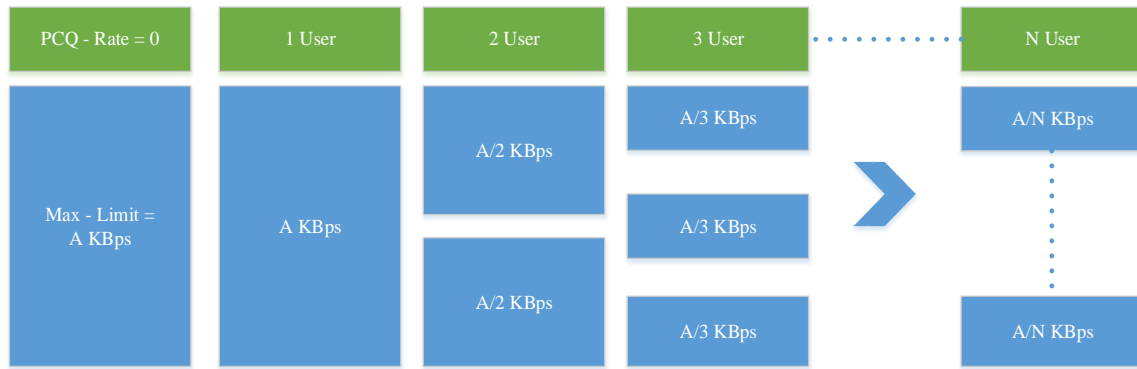 PCQ - Rate = 0
1 User
2 User
3 User
N User
Max - Limit =
A KBps
A KBps
A/2 KBps
A/2 KBps
A/3 KBps
A/3 KBps
A/3 KBps
A/N KBps
A/N KBps